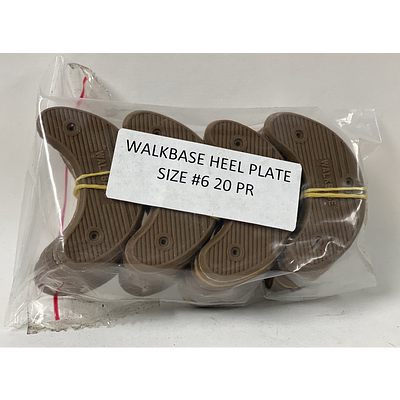 WALKBASE HEEL PLATE
SIZE #6 20 PR